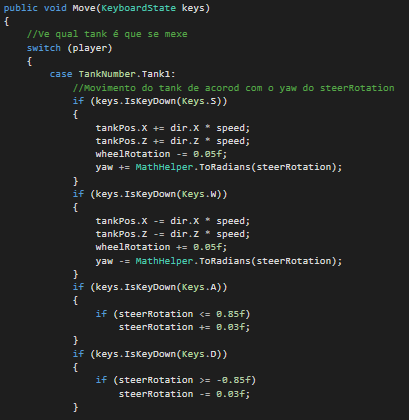 public void Move(KeyboardState keys)
{
//Ve qual tank é que se mexe
switch (player)
{
case TankNumber.Tank1:
//Movimento do tank de acorod com o yaw do steerRotation
if (keys.IsKeyDown(Keys.S))
{
tankPos.X += dir.X * speed;
tankPos.Z += dir.Z * speed;
wheelRotation -= 0.05f;
yaw += MathHelper.ToRadians(steerRotation);
}
if (keys.IsKeyDown(Keys.W))
{
tankPos.X -= dir.X * speed;
tankPos.Z -= dir.Z * speed;
wheelRotation += 0.05f;
yaw -= MathHelper.ToRadians(steerRotation);
}
if (keys.IsKeyDown(Keys.A))
{
if (steerRotation <= 0.85f)
steerRotation += 0.03f;
}
if (keys.IsKeyDown(Keys.D))
{
if (steerRotation >= -0.85f)
steerRotation -= 0.03f;
}